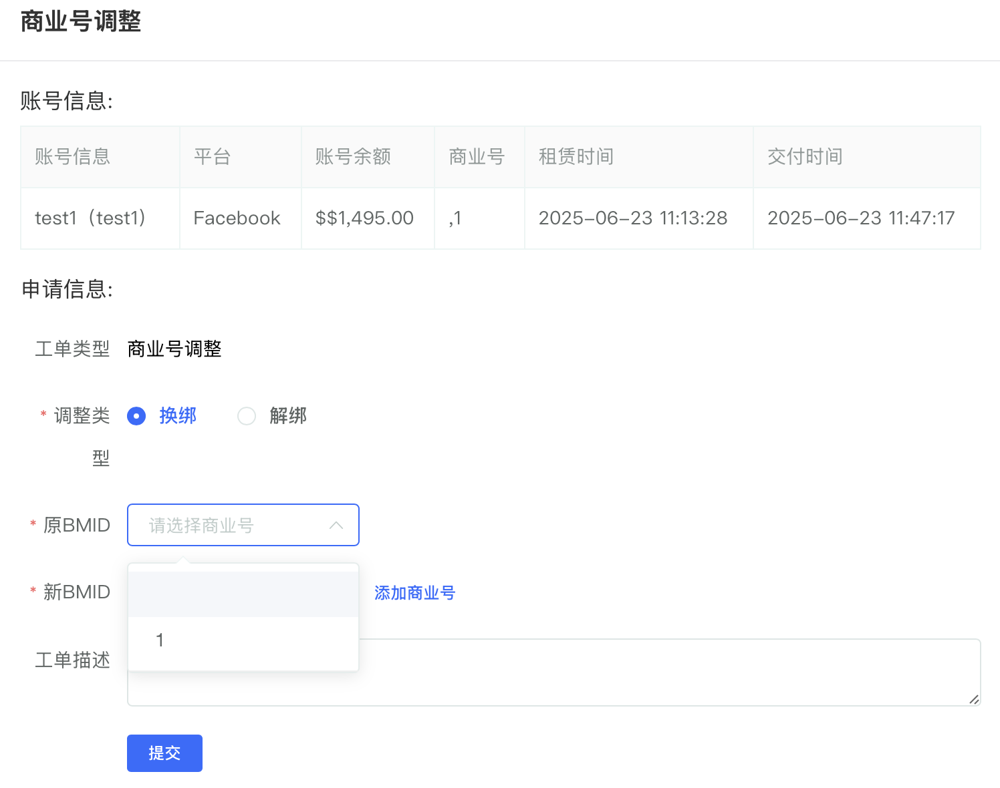 商业号调整
账号信息:
账号信息 平台 账号余额 商业号 租赁时间 交付时间
test1（test1） Facebook $$1,495.00 ,1 2025-06-23 11:13:28 2025-06-23 11:47:17
申请信息:
工单类型 商业号调整
* 调整类型 换绑 解绑
* 原BMID 请选择商业号
* 新BMID 添加商业号
1
工单描述
提交